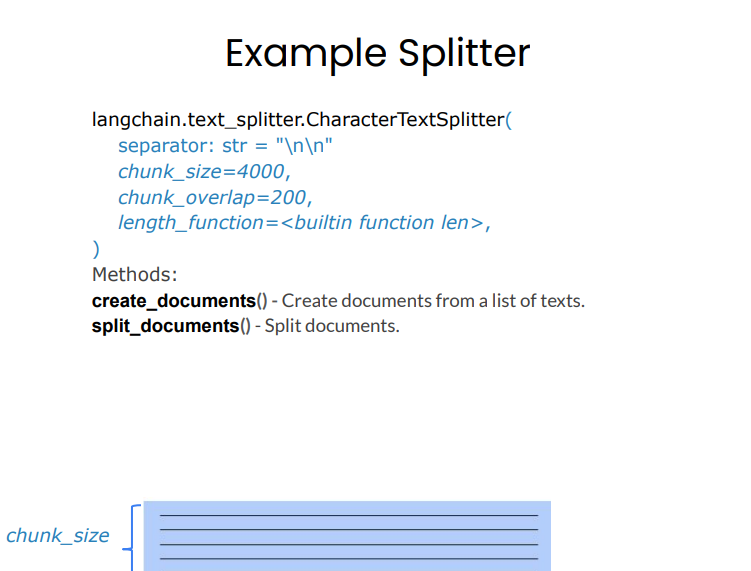 Example Splitter
langchain.text_splitter.CharacterTextSplitter(
separator: str = "\n\n"
chunk_size=4000,
chunk_overlap=200,
length_function=<builtin function len>,
)
Methods:
create_documents() - Create documents from a list of texts.
split_documents() - Split documents.
chunk_size